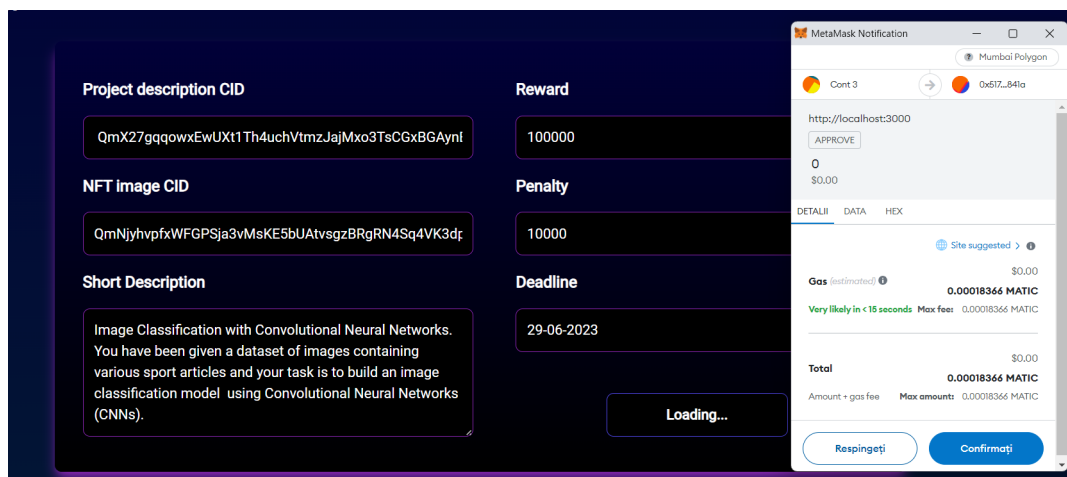 Project description CID
QmX27gqqowxEwUXt1Th4uchVtmzJajMxo3TsCGxBGAynE
NFT image CID
QmNjyhvpfxWFGPSja3vMsKE5bUAtvsgzBRgRN4Sq4VK3dp
Short Description
Image Classification with Convolutional Neural Networks.
You have been given a dataset of images containing
various sport articles and your task is to build an image
classification model using Convolutional Neural Networks
(CNNs).
Reward
100000
Penalty
10000
Deadline
29-06-2023
Loading...
MetaMask Notification
Mumbai Polygon
Cont 3
0x517...841a
http://localhost:3000
APPROVE
0
$0.00
DETALII DATA HEX
Site suggested >
$0.00
Gas (estimated)
0.00018366 MATIC
Very likely in < 15 seconds Max fee: 0.00018366 MATIC
$0.00
Total
0.00018366 MATIC
Amount + gas fee Max amount: 0.00018366 MATIC
Respingeți Confirmați